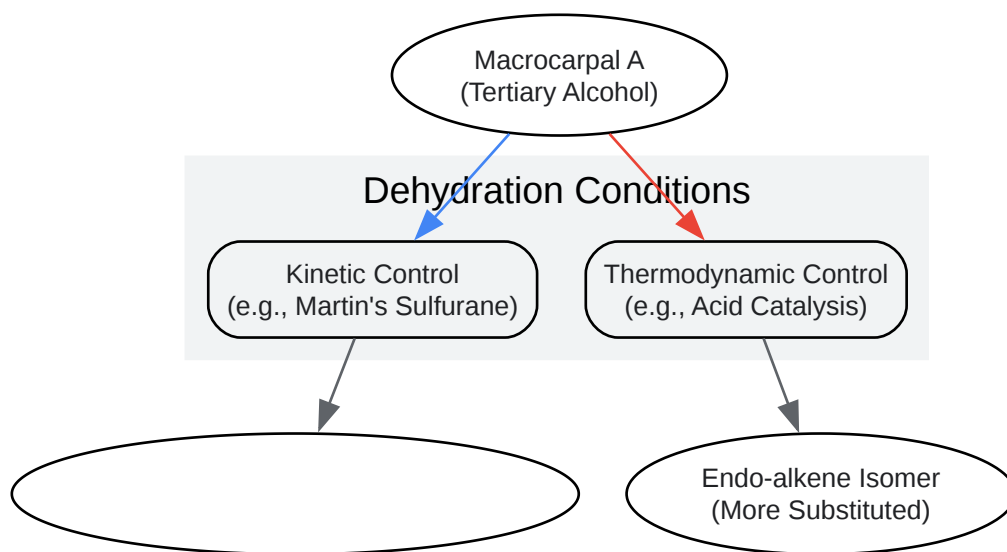 Macrocarpal A
(Tertiary Alcohol)
Dehydration Conditions
Kinetic Control
(e.g., Martin's Sulfurane)
Thermodynamic Control
(e.g., Acid Catalysis)
Endo-alkene Isomer
(More Substituted)